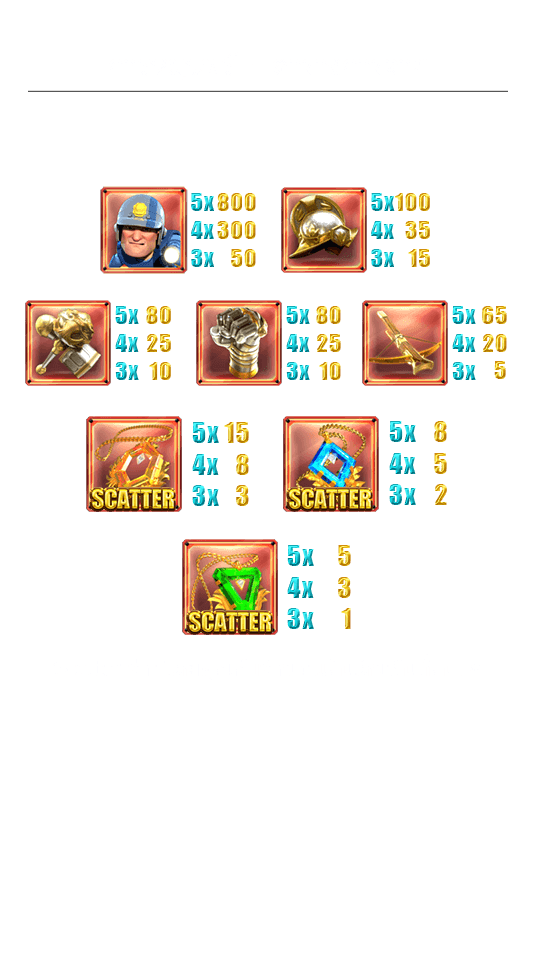 5x 800
4x 300
3x 50
5x 100
4x 35
3x 15
5x 80
4x 25
3x 10
5x 80
4x 25
3x 10
5x 65
4x 20
3x 5
SCATTER
5x 15
4x 8
3x 3
SCATTER
5x 8
4x 5
3x 2
SCATTER
5x 5
4x 3
3x 1